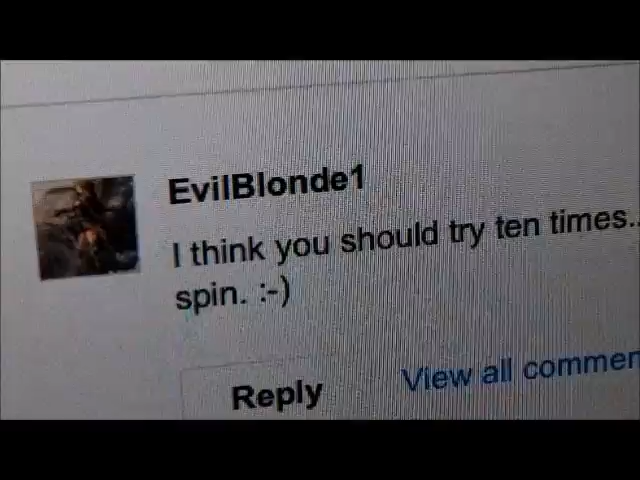 EvilBlonde1
I think you should try ten times..
spin. :-)
Reply
View all commen